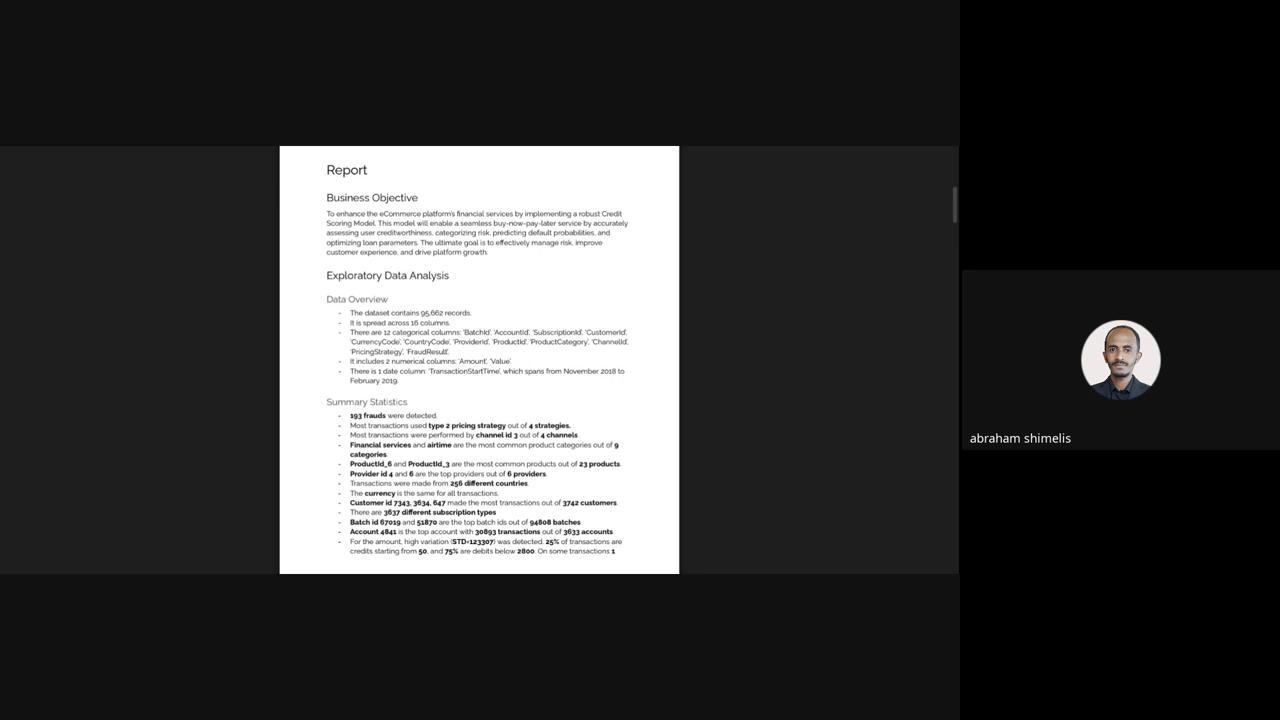 Report
Business Objective
To enhance the eCommerce platform's financial services by implementing a robust Credit
Scoring Model. This model will enable a seamless buy-now-pay-later service by accurately
assessing user creditworthiness, categorizing risk, predicting default probabilities, and
optimizing loan parameters. The ultimate goal is to effectively manage risk, improve
customer experience, and drive platform growth.
Exploratory Data Analysis
Data Overview
- The dataset contains 95,662 records.
- It is spread across 16 columns.
- There are 12 categorical columns: 'BatchId', 'AccountId', 'SubscriptionId', 'CustomerId',
'CurrencyCode', 'CountryCode', 'ProviderId', 'ProductId', 'ProductCategory', 'ChannelId',
'PricingStrategy', 'FraudResult'.
- It includes 2 numerical columns: 'Amount', 'Value'.
- There is 1 date column: 'TransactionStartTime', which spans from November 2018 to
February 2019.
Summary Statistics
- 193 frauds were detected.
- Most transactions used type 2 pricing strategy out of 4 strategies.
- Most transactions were performed by channel id 3 out of 4 channels.
- Financial services and airtime are the most common product categories out of 9
categories.
- ProductId_6 and ProductId_3 are the most common products out of 23 products.
- Provider id 4 and 6 are the top providers out of 6 providers.
- Transactions were made from 256 different countries.
- The currency is the same for all transactions.
- Customer id 7343, 3634, 647 made the most transactions out of 3742 customers.
- There are 3637 different subscription types
- Batch id 67019 and 51870 are the top batch ids out of 94808 batches
- Account 4841 is the top account with 30893 transactions out of 3633 accounts
- For the amount, high variation (STD=123307) was detected. 25% of transactions are
credits starting from 50, and 75% are debits below 2800. On some transactions 1
abraham shimelis